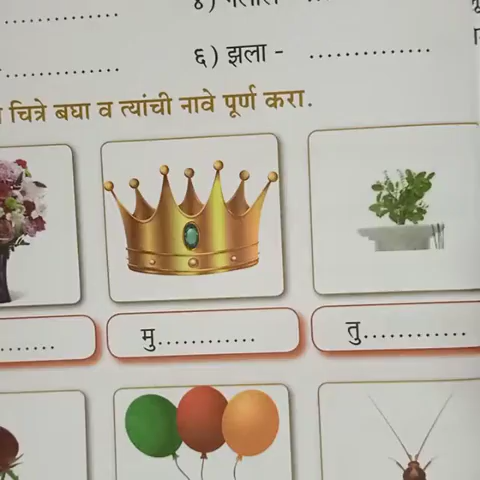 ६) झला - ..............
चित्रे बघा व त्यांची नावे पूर्ण करा.
मु............ तु............